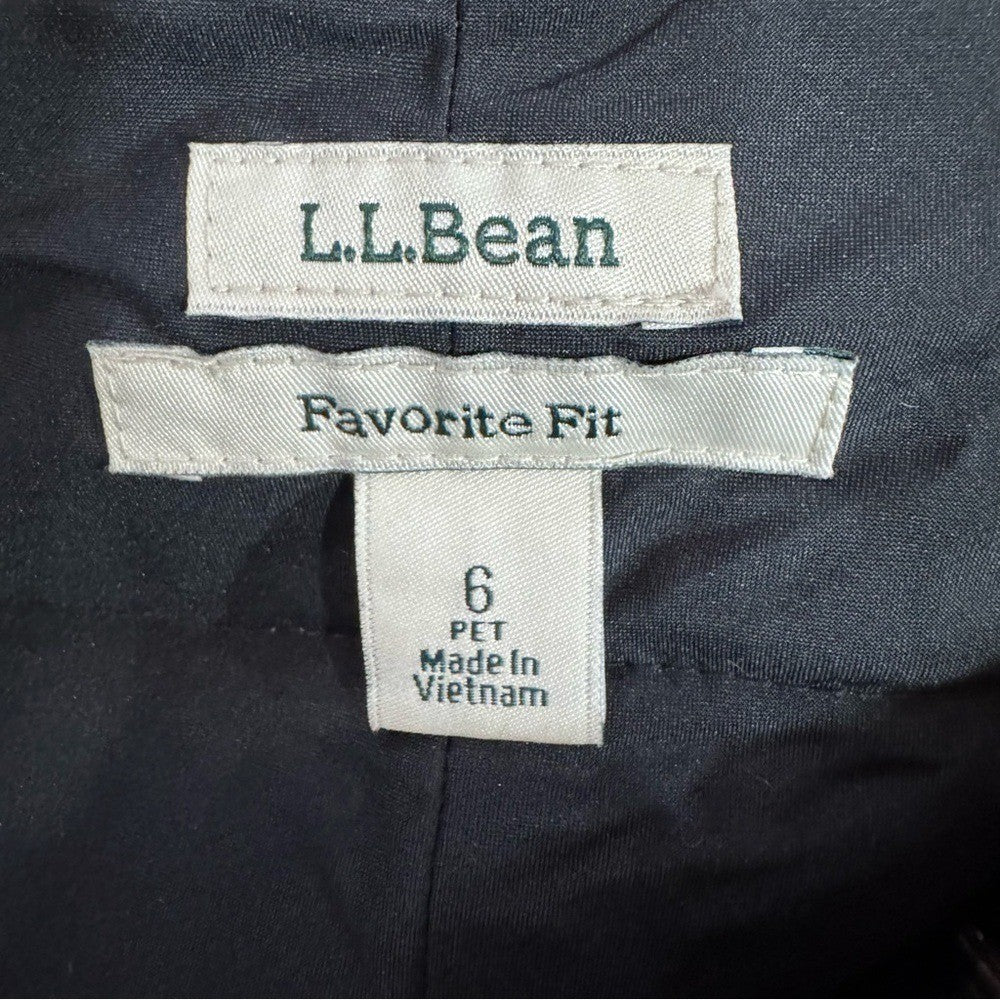 L.L.Bean
Favorite Fit
6
PET
Made In
Vietnam